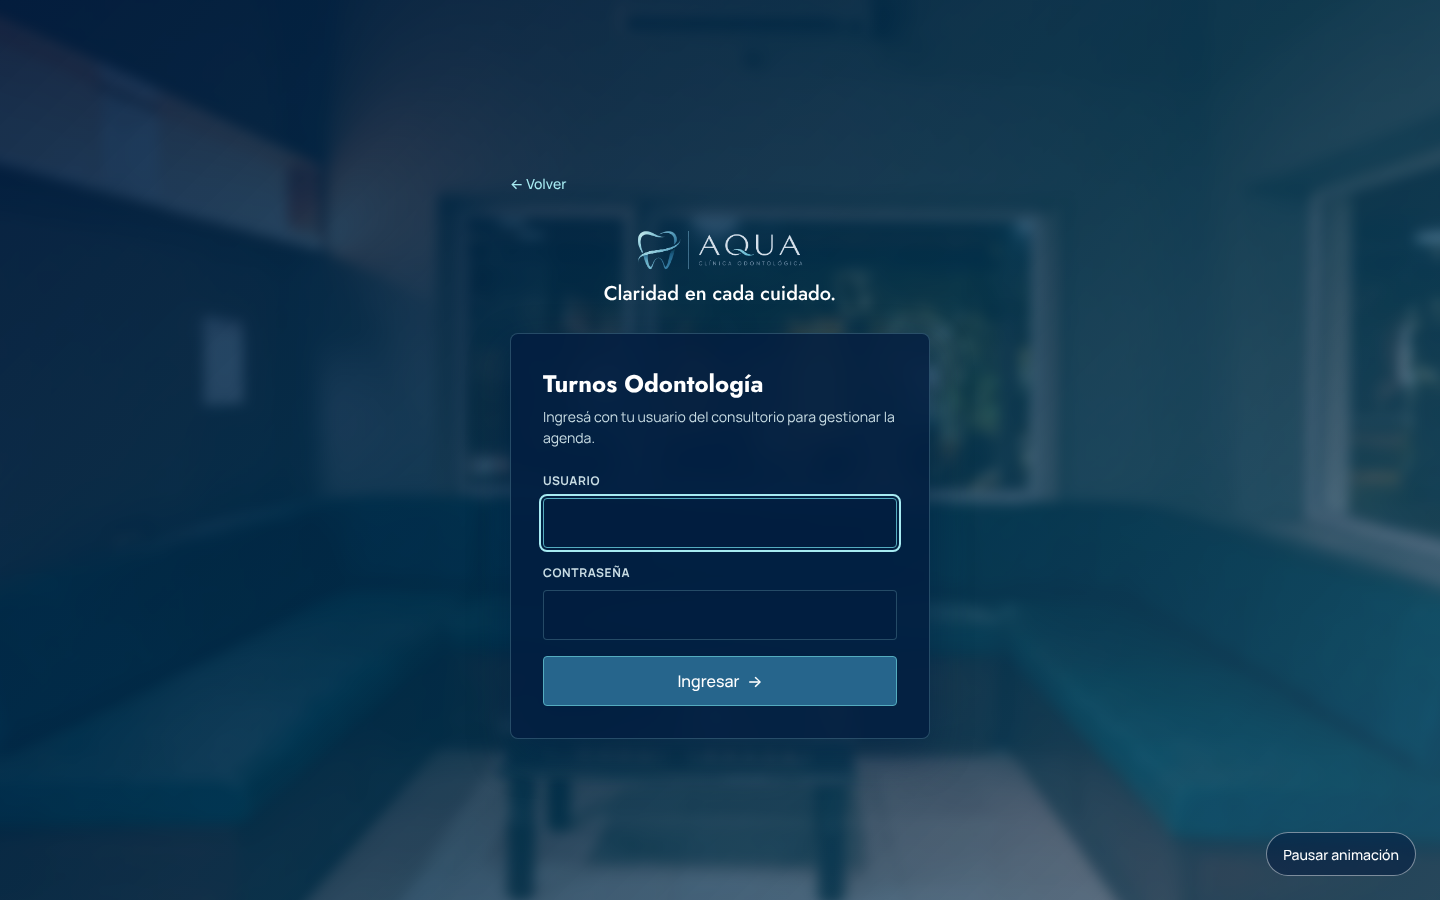 ← Volver
AQUA
CLÍNICA ODONTOLÓGICA
Claridad en cada cuidado.
Turnos Odontología
Ingresá con tu usuario del consultorio para gestionar la
agenda.
USUARIO
CONTRASEÑA
Ingresar →
Pausar animación